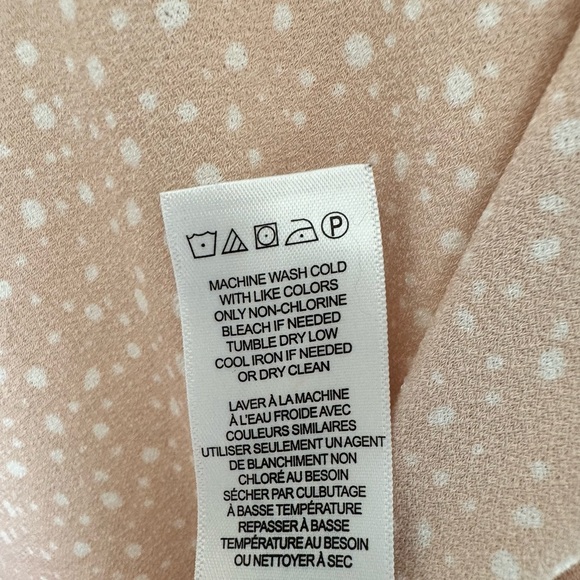 P
MACHINE WASH COLD
WITH LIKE COLORS
ONLY NON-CHLORINE
BLEACH IF NEEDED
TUMBLE DRY LOW
COOL IRON IF NEEDED
OR DRY CLEAN
LAVER À LA MACHINE
À L'EAU FROIDE AVEC
COULEURS SIMILAIRES
UTILISER SEULEMENT UN AGENT
DE BLANCHIMENT NON
CHLORÉ AU BESOIN
SÉCHER PAR CULBUTAGE
À BASSE TEMPÉRATURE
REPASSER À BASSE
TEMPÉRATURE AU BESOIN
OU NETTOYER À SEC